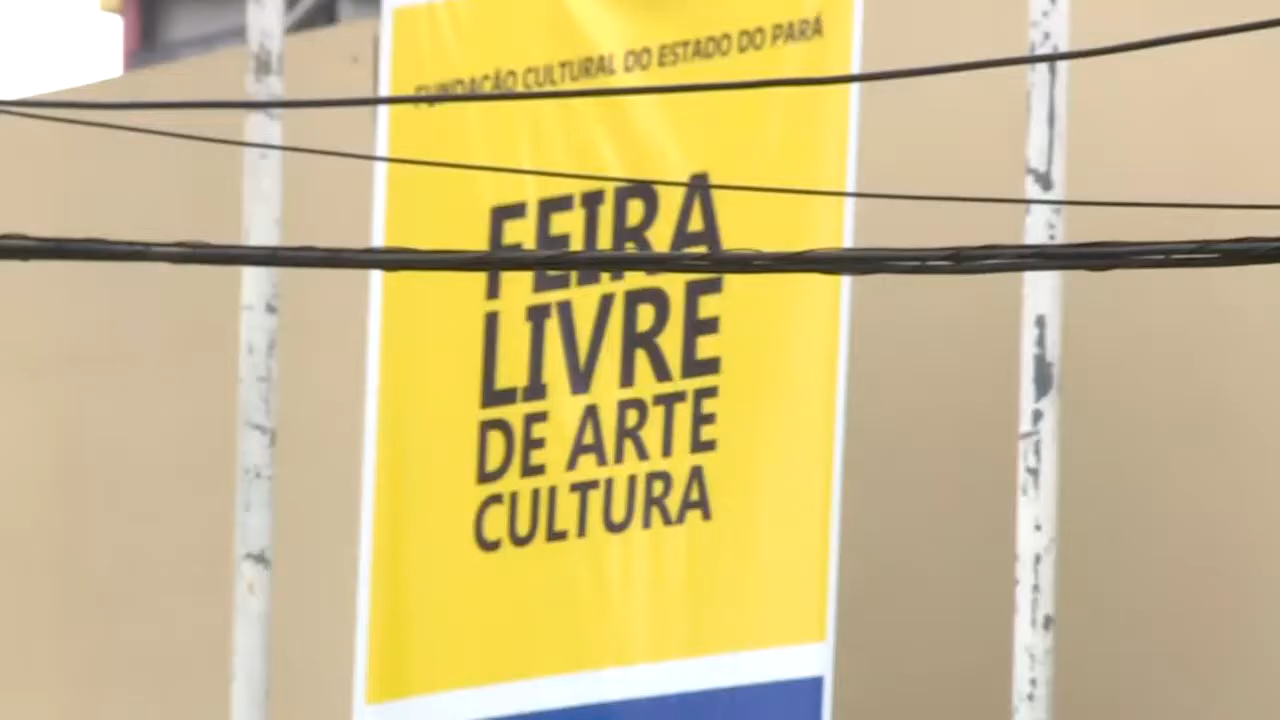 FUNDAÇÃO CULTURAL DO ESTADO DO PARÁ
FEIRA
LIVRE
DE ARTE
CULTURA